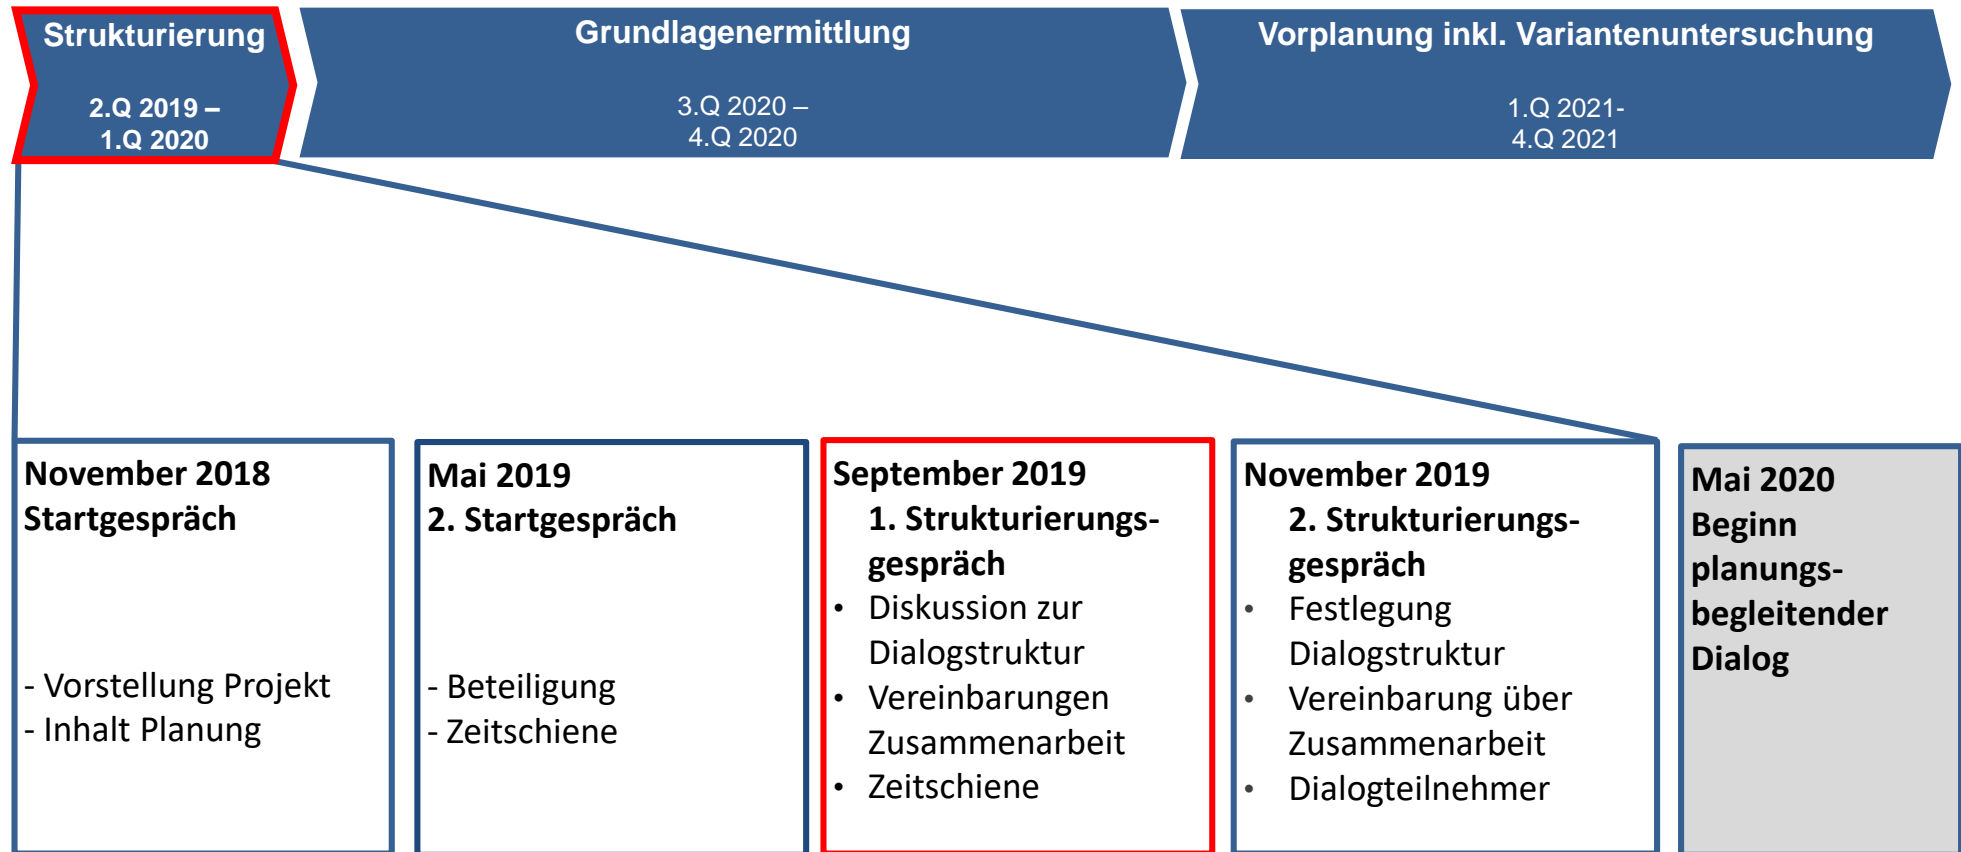 Strukturierung
2.Q 2019 –
1.Q 2020
Grundlagenermittlung
3.Q 2020 –
4.Q 2020
Vorplanung inkl. Variantenuntersuchung
1.Q 2021-
4.Q 2021
November 2018
Startgespräch
- Vorstellung Projekt
- Inhalt Planung
Mai 2019
2. Startgespräch
- Beteiligung
- Zeitschiene
September 2019
1. Strukturierungs-
gespräch
• Diskussion zur
Dialogstruktur
• Vereinbarungen
Zusammenarbeit
• Zeitschiene
November 2019
2. Strukturierungs-
gespräch
• Festlegung
Dialogstruktur
• Vereinbarung über
Zusammenarbeit
• Dialogteilnehmer
Mai 2020
Beginn
planungs-
begleitender
Dialog